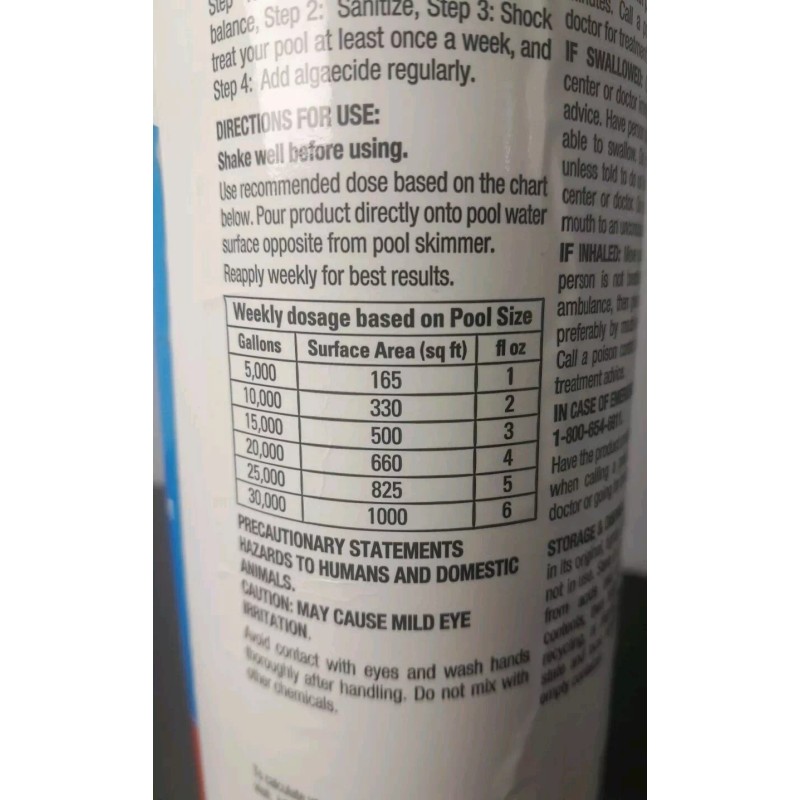 Step
balance, Step 2: Sanitize, Step 3: Shock
treat your pool at least once a week, and
Step 4: Add algaecide regularly.
DIRECTIONS FOR USE:
Shake well before using.
Use recommended dose based on the chart
below. Pour product directly onto pool water
surface opposite from pool skimmer.
Reapply weekly for best results.
Weekly dosage based on Pool Size
Gallons Surface Area (sq ft) fl oz
5,000 165 1
10,000 330 2
15,000 500 3
20,000 660 4
25,000 825 5
30,000 1000 6
PRECAUTIONARY STATEMENTS
HAZARDS TO HUMANS AND DOMESTIC
ANIMALS.
CAUTION: MAY CAUSE MILD EYE
IRRITATION.
Avoid contact with eyes and wash hands
thoroughly after handling. Do not mix with
other chemicals.
Call a
doctor for
IF SWALLOWED:
center or doctor
advice. Have
able to swallow.
unless told to
center or doctor.
mouth to an
IF INHALED:
person is not
ambulance, then
preferably by
Call a poison
treatment advice.
IN CASE OF
1-800-654-
Have the product
when calling a
doctor or going
STORAGE &
in its original
not in use.
from